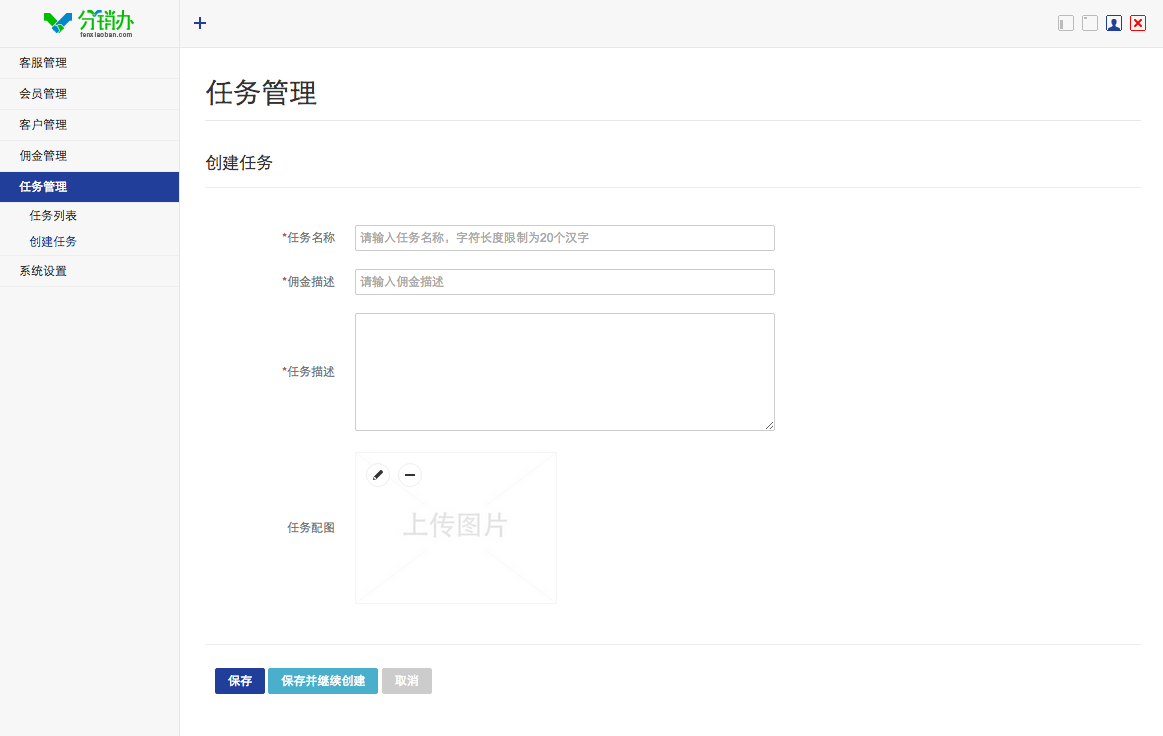 分销办
fenxiaoban.com
客服管理
会员管理
客户管理
佣金管理
任务管理
任务列表
创建任务
系统设置
任务管理
创建任务
*任务名称
请输入任务名称，字符长度限制为20个汉字
*佣金描述
请输入佣金描述
*任务描述
任务配图
上传图片
保存 保存并继续创建 取消